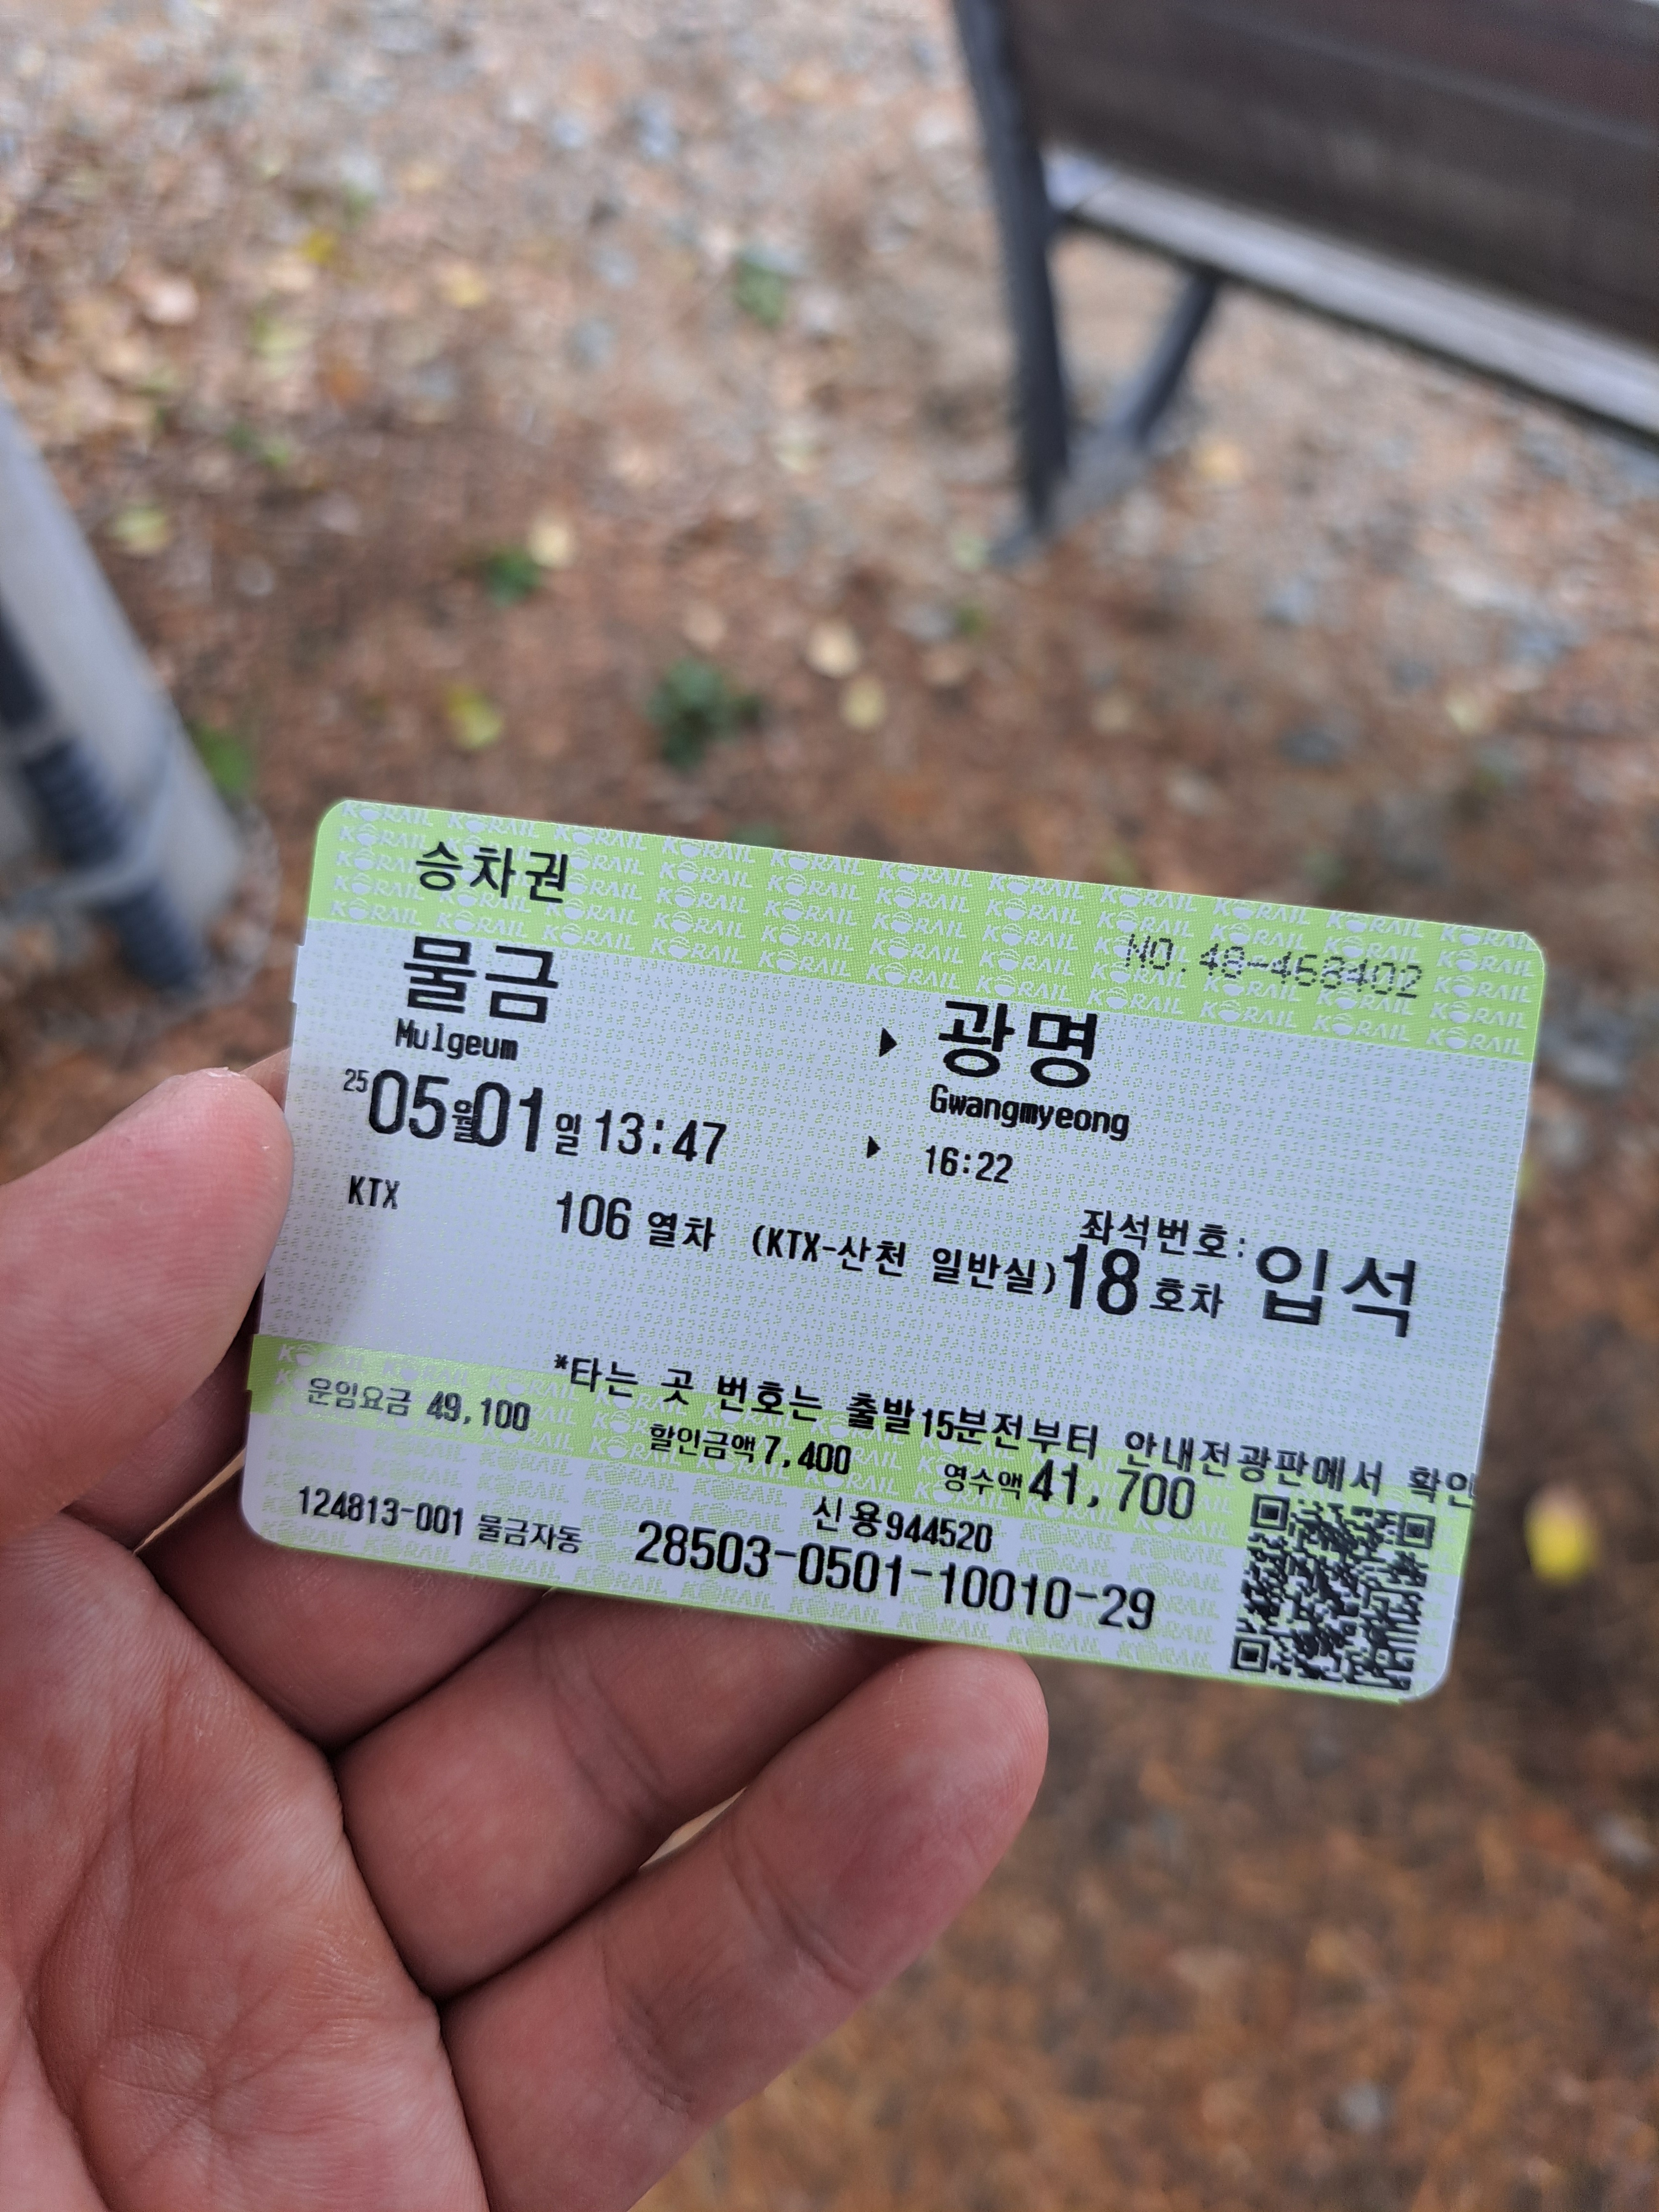 승차권
NO.48-468402
물금 ▶ 광명
Mulgeum Gwangmyeong
25 05월01일 13:47 ▶ 16:22
KTX 106 열차 (KTX-산천 일반실) 18호차 좌석번호: 입석
*타는 곳 번호는 출발15분전부터 안내전광판에서 확인
운임요금 49,100 할인금액 7,400 영수액 41,700
신용944520
124813-001 물금자동 28503-0501-10010-29
KORAIL